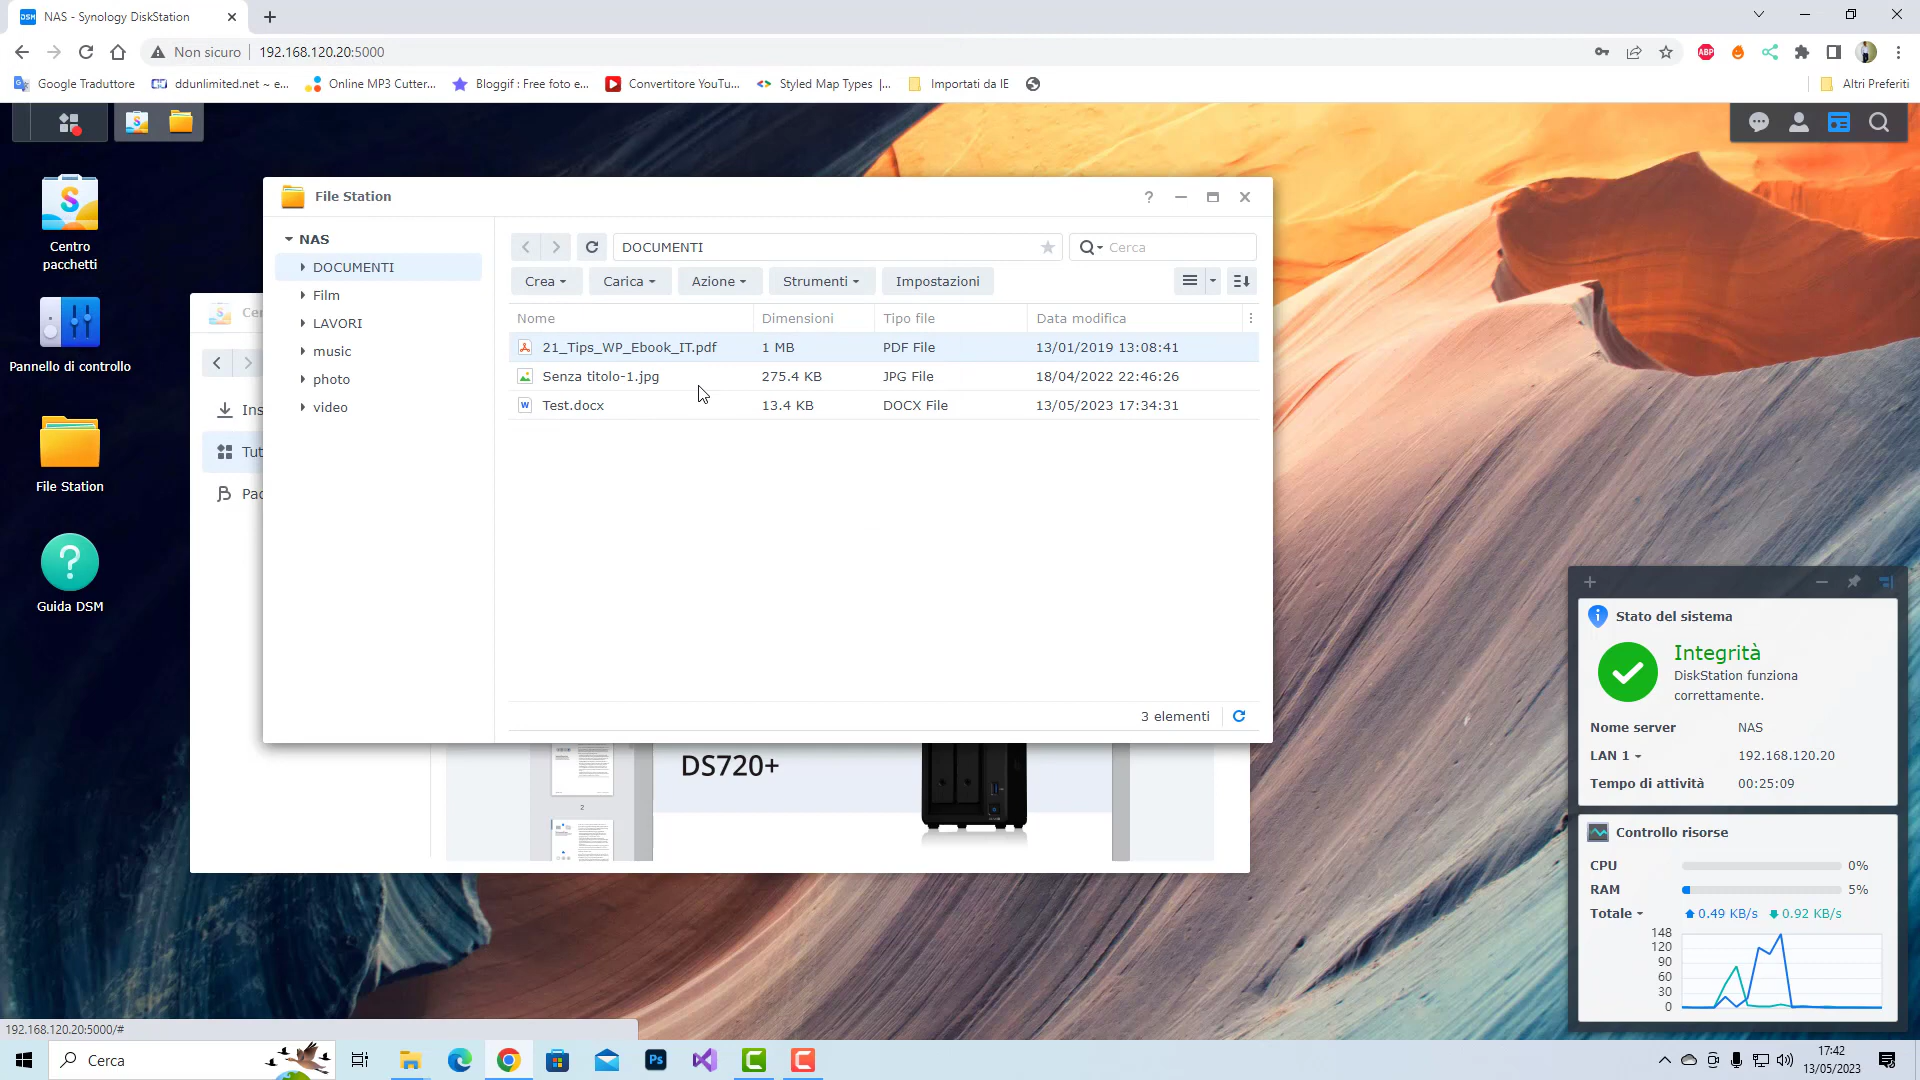 NAS - Synology DiskStation
Non sicuro
192.168.120.20:5000
ABP
Google Traduttore
ddunlimited.net ~ e...
Online MP3 Cutter...
Bloggif : Free foto e...
Convertitore YouTu...
Styled Map Types |...
Importati da IE
Altri Preferiti
Centro
pacchetti
Pannello di controllo
File Station
Guida DSM
File Station
NAS
DOCUMENTI
Film
LAVORI
music
photo
video
DOCUMENTI
Cerca
Crea
Carica
Azione
Strumenti
Impostazioni
Nome Dimensioni Tipo file Data modifica
21_Tips_WP_Ebook_IT.pdf 1 MB PDF File 13/01/2019 13:08:41
Senza titolo-1.jpg 275.4 KB JPG File 18/04/2022 22:46:26
Test.docx 13.4 KB DOCX File 13/05/2023 17:34:31
3 elementi
Cer
Ins
Tut
Pac
2
DS720+
Stato del sistema
Integrità
DiskStation funziona
correttamente.
Nome server NAS
LAN 1 192.168.120.20
Tempo di attività 00:25:09
Controllo risorse
CPU 0%
RAM 5%
Totale 0.49 KB/s 0.92 KB/s
148
120
90
60
30
0
192.168.120.20:5000/#
Cerca
17:42
13/05/2023